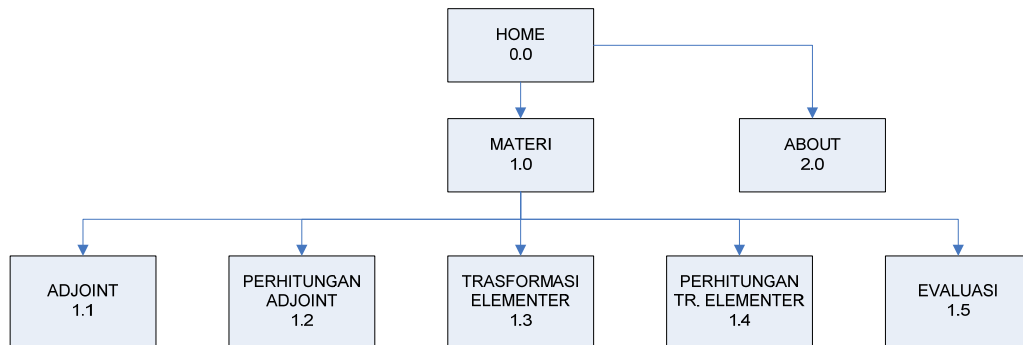 HOME
0.0
MATERI
1.0
ABOUT
2.0
ADJOINT
1.1
PERHITUNGAN
ADJOINT
1.2
TRASFORMASI
ELEMENTER
1.3
PERHITUNGAN
TR. ELEMENTER
1.4
EVALUASI
1.5